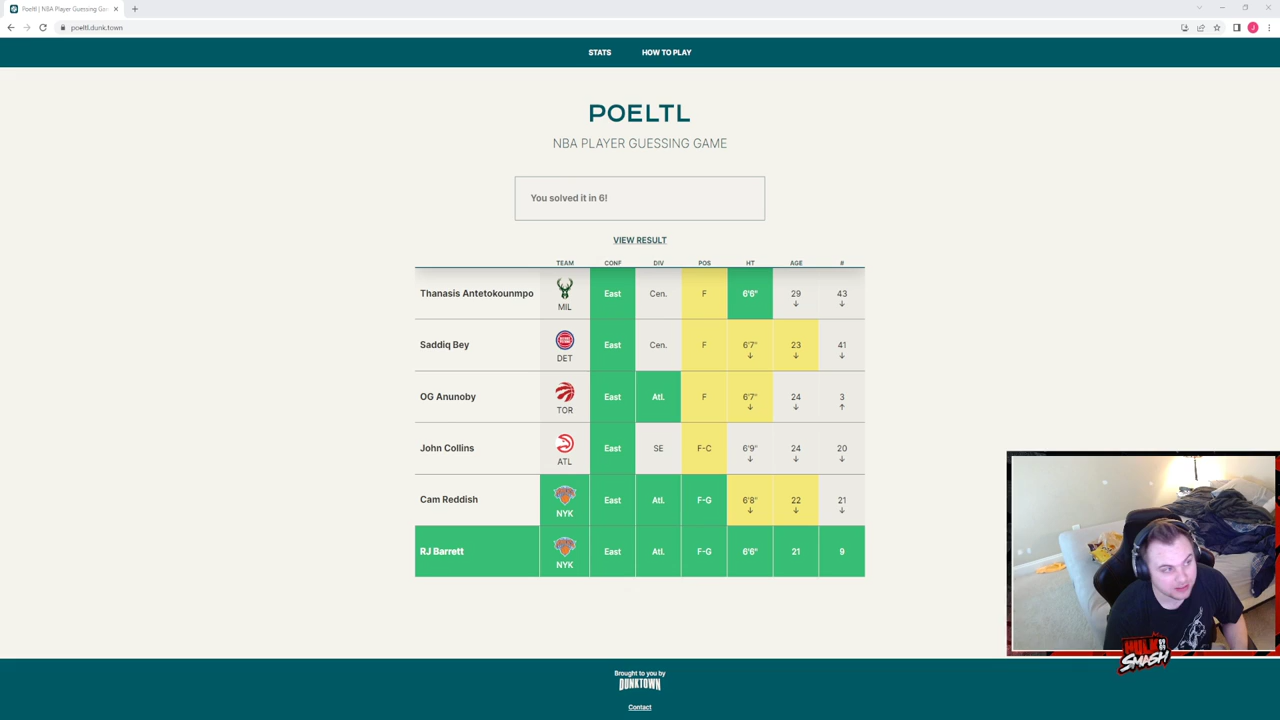 Poeltl | NBA Player Guessing Gam
poeltl.dunk.town
J
STATS HOW TO PLAY
POELTL
NBA PLAYER GUESSING GAME
You solved it in 6!
VIEW RESULT
TEAM CONF DIV POS HT AGE #
Thanasis Antetokounmpo MIL East Cen. F 6'6" 29 ↓ 43 ↓
Saddiq Bey DET East Cen. F 6'7" ↓ 23 ↓ 41 ↓
OG Anunoby TOR East Atl. F 6'7" ↓ 24 ↓ 3 ↑
John Collins ATL East SE F-C 6'9" ↓ 24 ↓ 20 ↓
Cam Reddish NYK East Atl. F-G 6'8" ↓ 22 ↓ 21 ↓
RJ Barrett NYK East Atl. F-G 6'6" 21 9
HULK
SMASH
Brought to you by
DUNKTOWN
Contact